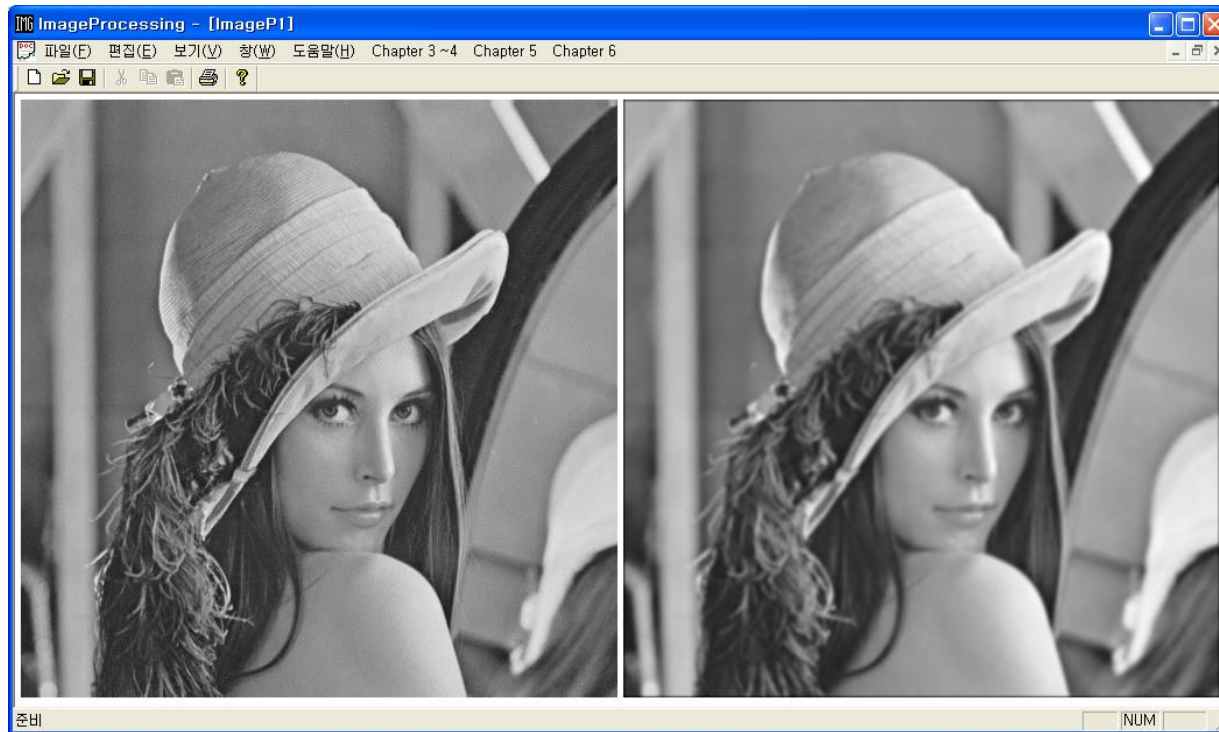 ImageProcessing - [ImageP1]
파일(F) 편집(E) 보기(V) 창(W) 도움말(H) Chapter 3 ~4 Chapter 5 Chapter 6
준비
NUM